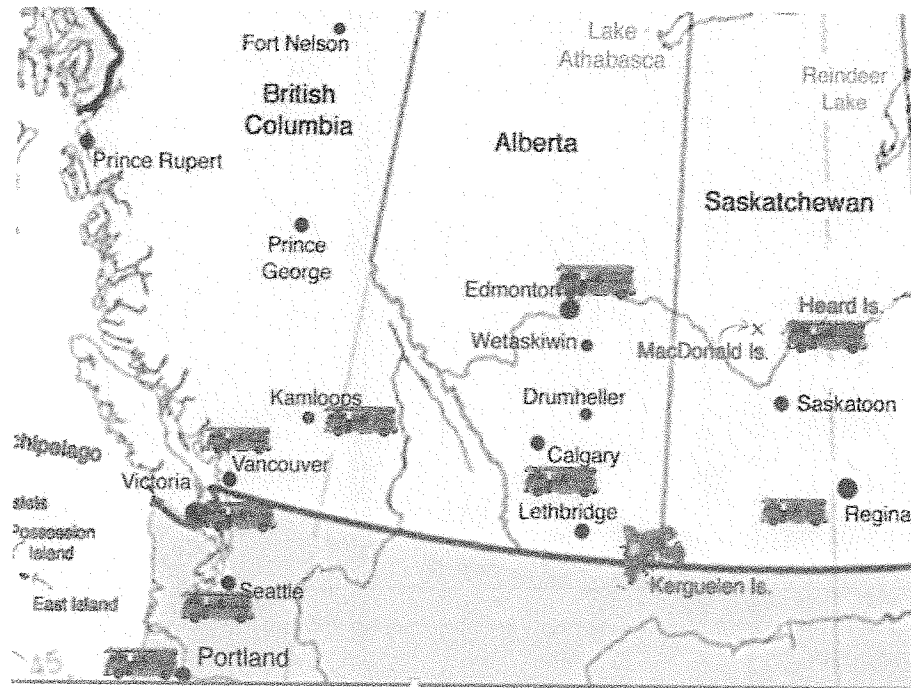 Fort Nelson
Lake
Athabasca
Reindeer
Lake
British
Columbia
Alberta
Prince Rupert
Saskatchewan
Prince
George
Edmonton
Heard Is.
Wetaskiwin
MacDonald Is.
Kamloops
Drumheller
Saskatoon
chipelago
Calgary
Vancouver
Victoria
Lethbridge
Regina
Possession
Island
Seattle
Kerguelen Is.
East Island
Portland